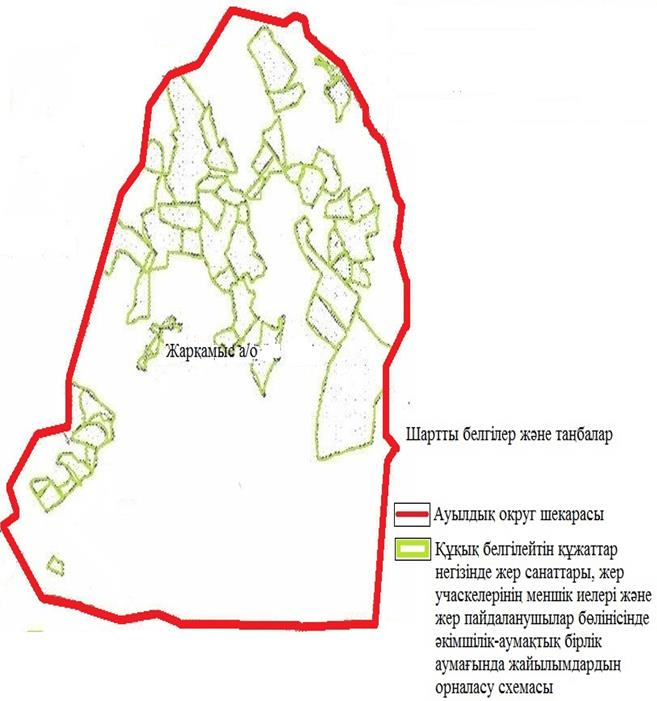 Жарқамыс а/о
Шартты белгілер және таңбалар
Ауылдық округ шекарасы
Құқық белгілейтін құжаттар
негізінде жер санаттары, жер
учаскелерінің меншік иелері және
жер пайдаланушылар бөлінісінде
әкімшілік-аумақтық бірлік
аумағында жайылымдардың
орналасу схемасы